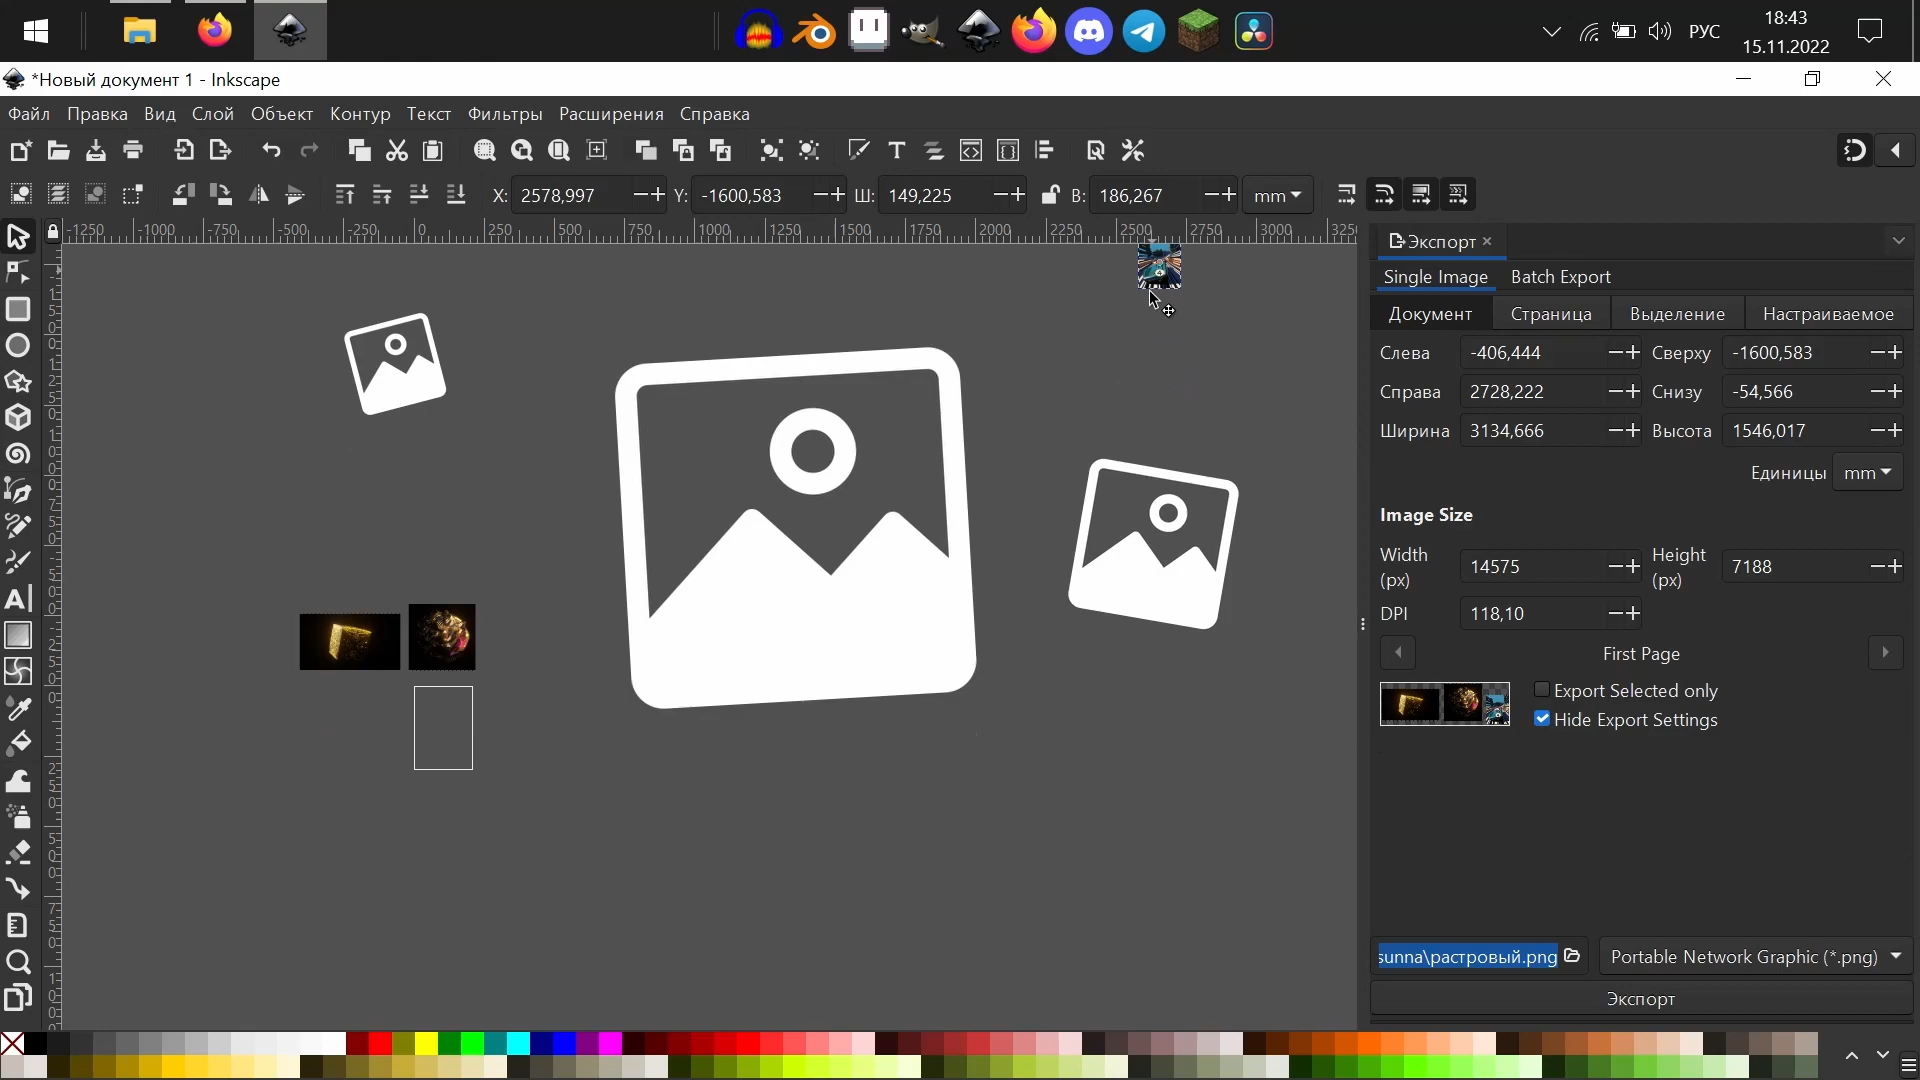 РУС
18:43
15.11.2022
*Новый документ 1 - Inkscape
Файл Правка Вид Слой Объект Контур Текст Фильтры Расширения Справка
X: 2578,997 Y: -1600,583 Ш: 149,225 В: 186,267 mm
-1250 -1000 -750 -500 -250 0 250 500 750 1000 1250 1500 1750 2000 2250 2500 2750 3000 325
Экспорт
Single Image Batch Export
Документ Страница Выделение Настраиваемое
Слева -406,444 Сверху -1600,583
Справа 2728,222 Снизу -54,566
Ширина 3134,666 Высота 1546,017
Единицы mm
Image Size
Width (px) 14575 Height (px) 7188
DPI 118,10
First Page
Export Selected only
Hide Export Settings
sunna\растровый.png Portable Network Graphic (*.png)
Экспорт